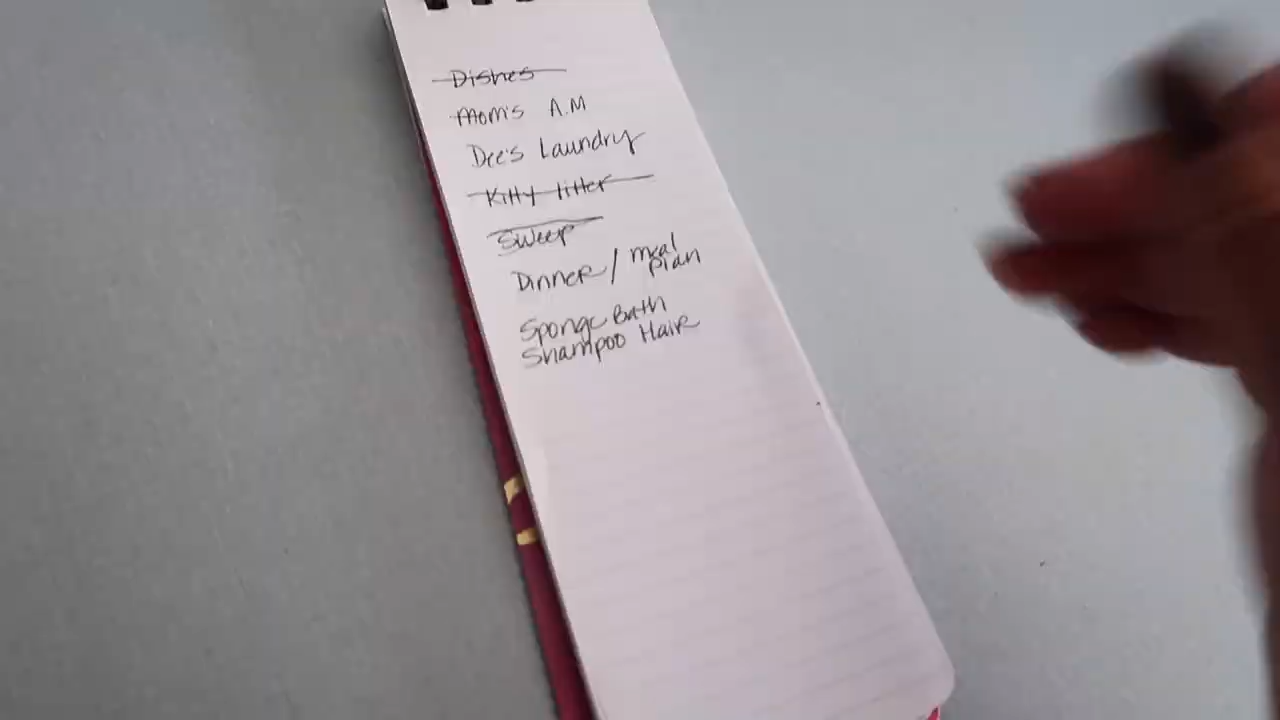 Dishes
Mom's A.M
Dee's Laundry
Kitty litter
Sweep
Dinner / meal
plan
Sponge Bath
Shampoo Hair